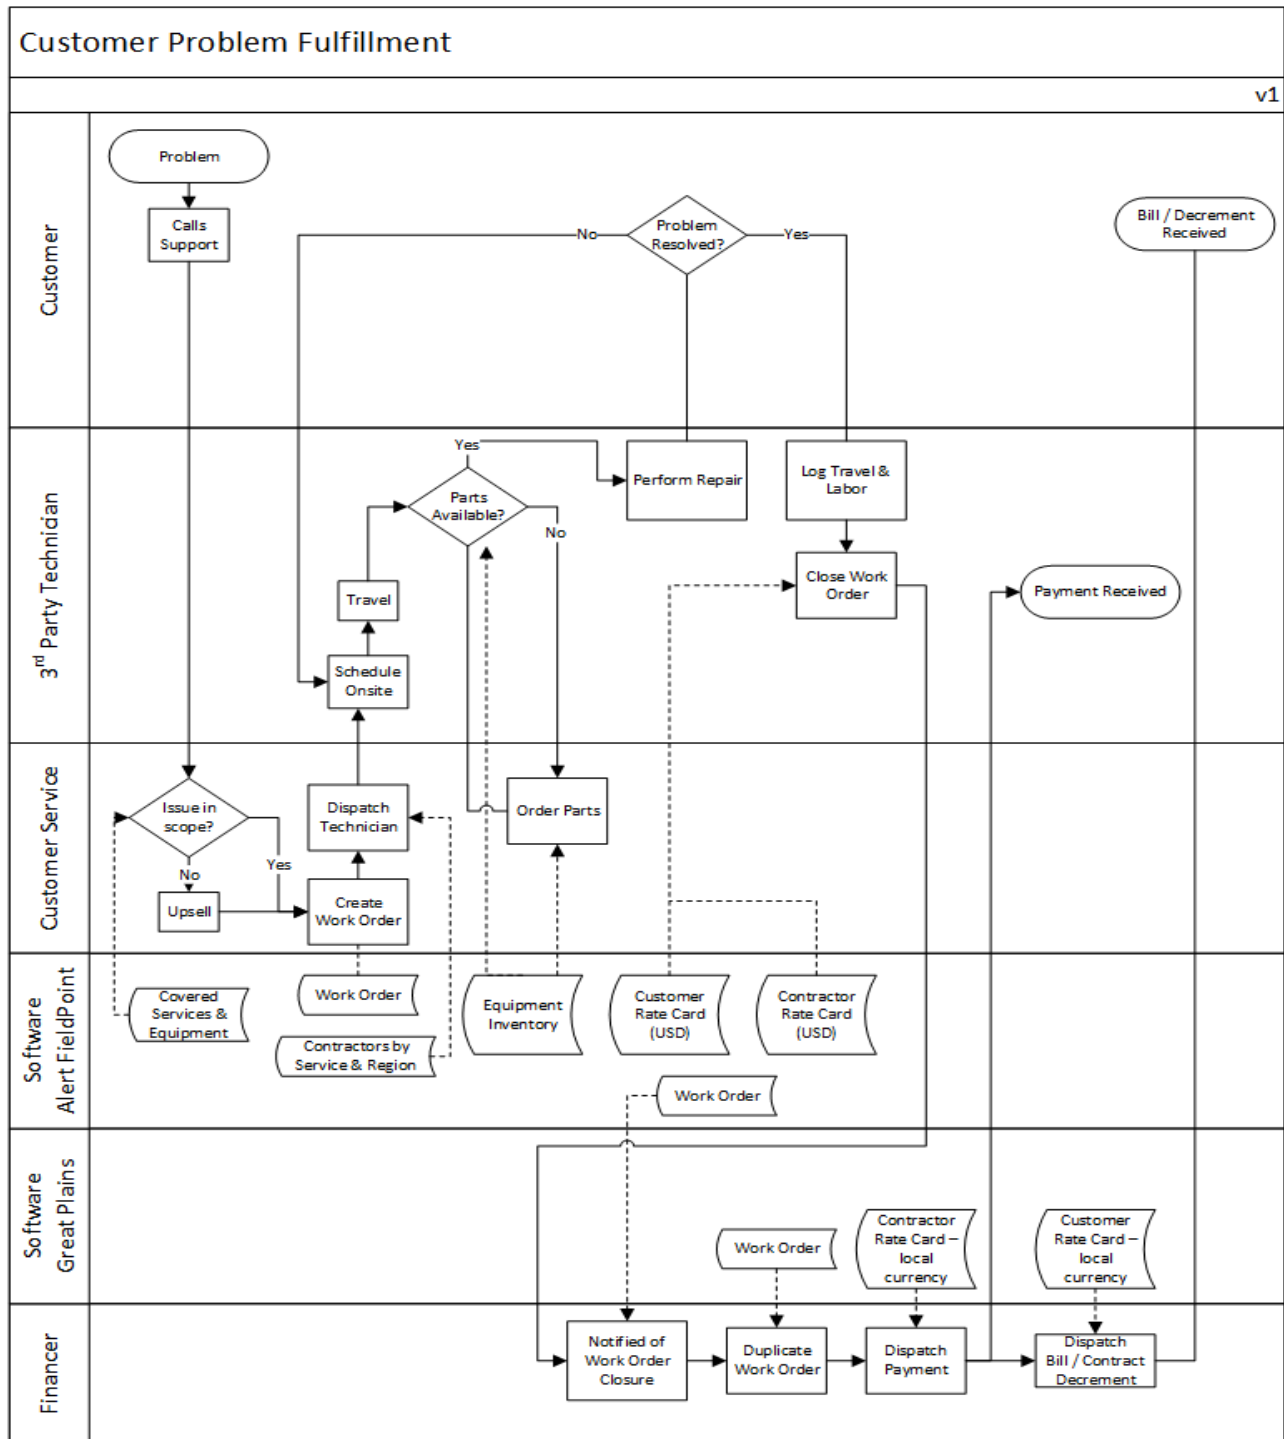 Customer Problem Fulfillment
v1
Customer
Problem
Calls
Support
No
Problem
Resolved?
Yes
Bill / Decrement
Received
3rd Party Technician
Yes
Parts
Available?
No
Perform Repair
Log Travel &
Labor
Travel
Close Work
Order
Payment Received
Schedule
Onsite
Customer Service
Issue in
scope?
No
Yes
Upsell
Dispatch
Technician
Create
Work Order
Order Parts
Software
Alert FieldPoint
Covered
Services &
Equipment
Work Order
Contractors by
Service & Region
Equipment
Inventory
Customer
Rate Card
(USD)
Contractor
Rate Card
(USD)
Work Order
Software
Great Plains
Work Order
Contractor
Rate Card –
local
currency
Customer
Rate Card –
local
currency
Financer
Notified of
Work Order
Closure
Duplicate
Work Order
Dispatch
Payment
Dispatch
Bill / Contract
Decrement